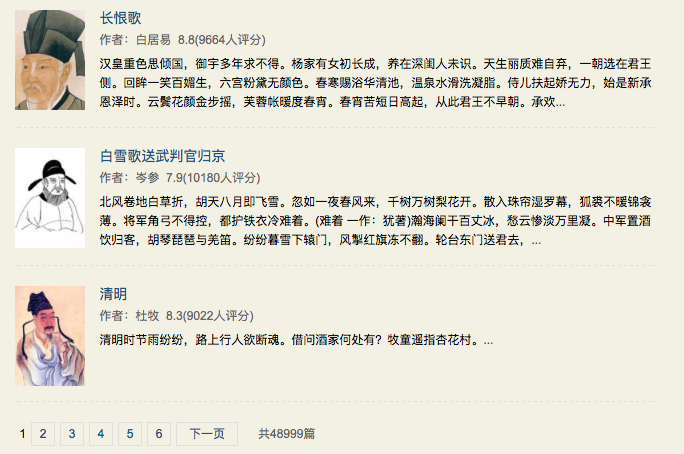 长恨歌
作者：白居易 8.8(9664人评分)
汉皇重色思倾国，御宇多年求不得。杨家有女初长成，养在深闺人未识。天生丽质难自弃，一朝选在君王
侧。回眸一笑百媚生，六宫粉黛无颜色。春寒赐浴华清池，温泉水滑洗凝脂。侍儿扶起娇无力，始是新承
恩泽时。云鬓花颜金步摇，芙蓉帐暖度春宵。春宵苦短日高起，从此君王不早朝。承欢...
白雪歌送武判官归京
作者：岑参 7.9(10180人评分)
北风卷地白草折，胡天八月即飞雪。忽如一夜春风来，千树万树梨花开。散入珠帘湿罗幕，狐裘不暖锦衾
薄。将军角弓不得控，都护铁衣冷难着。(难着 一作：犹著)瀚海阑干百丈冰，愁云惨淡万里凝。中军置酒
饮归客，胡琴琵琶与羌笛。纷纷暮雪下辕门，风掣红旗冻不翻。轮台东门送君去，...
清明
作者：杜牧 8.3(9022人评分)
清明时节雨纷纷，路上行人欲断魂。借问酒家何处有？牧童遥指杏花村。...
1 2 3 4 5 6 下一页 共48999篇